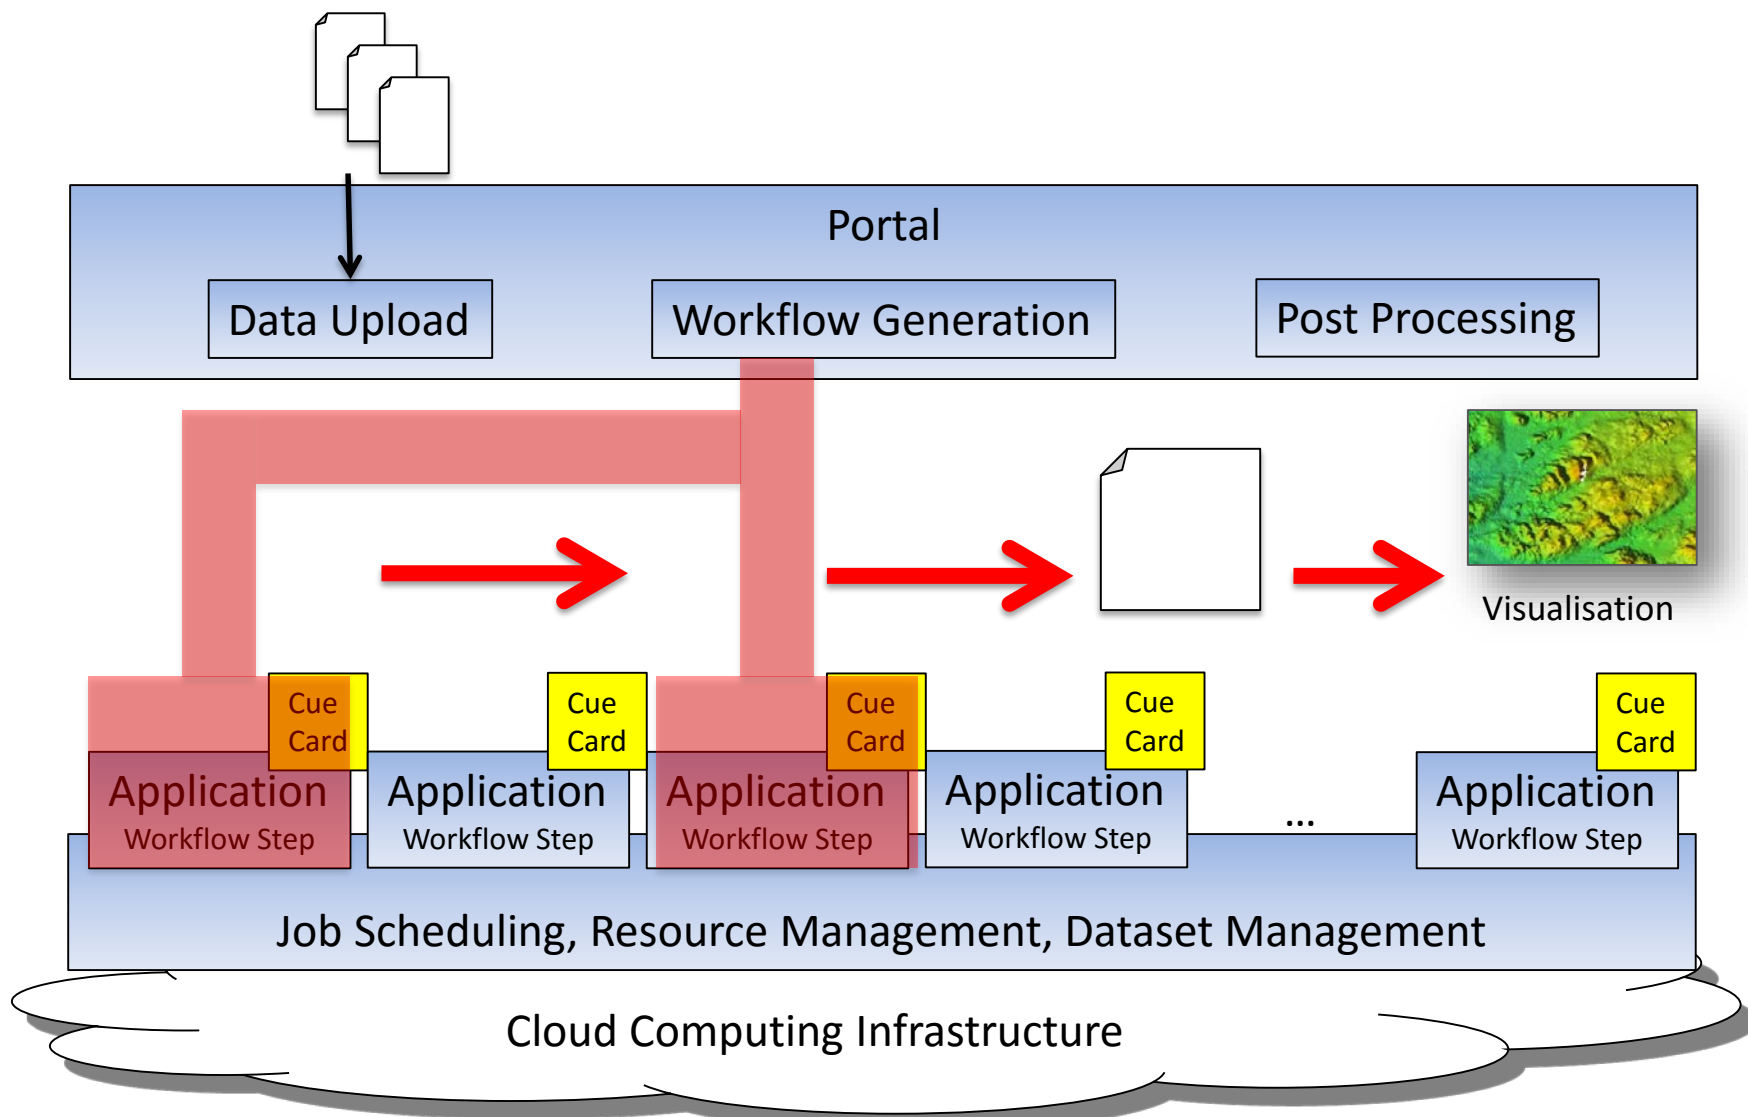 Portal
Data Upload
Workflow Generation
Post Processing
Visualisation
Cue
Card
Application
Workflow Step
Cue
Card
Application
Workflow Step
Cue
Card
Application
Workflow Step
Cue
Card
Application
Workflow Step
...
Cue
Card
Application
Workflow Step
Job Scheduling, Resource Management, Dataset Management
Cloud Computing Infrastructure